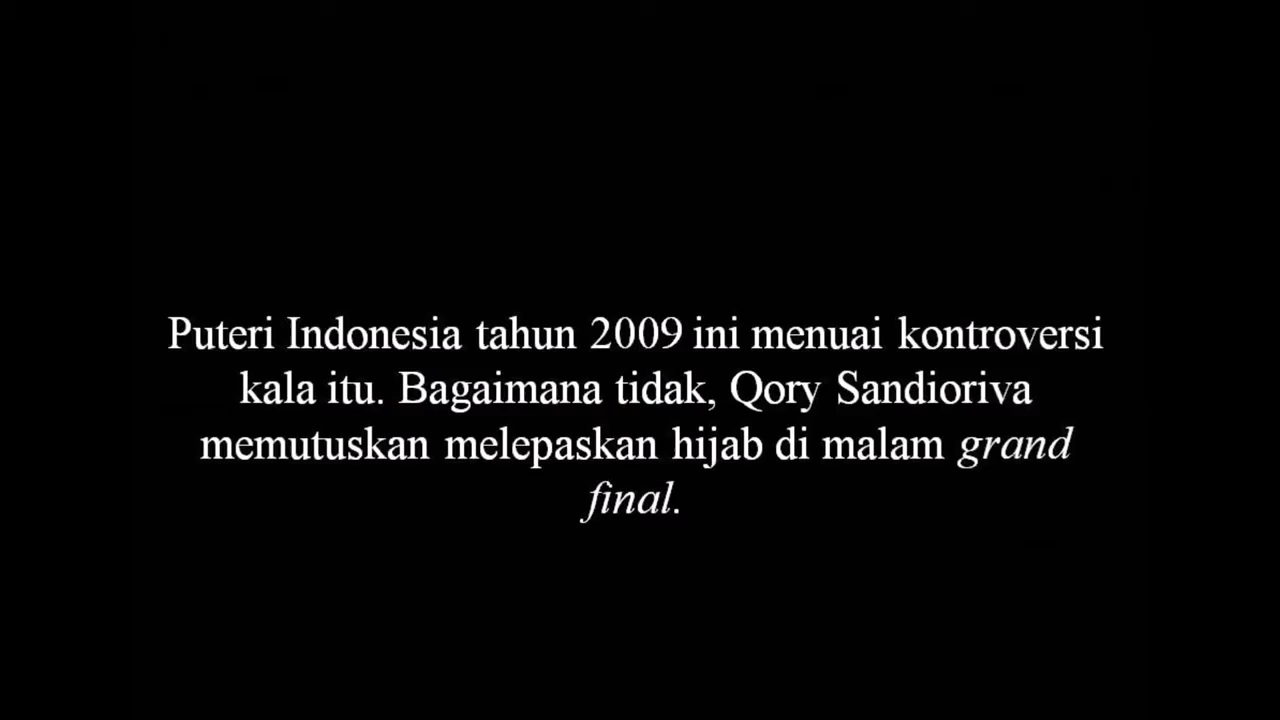 Puteri Indonesia tahun 2009 ini menuai kontroversi
kala itu. Bagaimana tidak, Qory Sandioriva
memutuskan melepaskan hijab di malam grand
final.